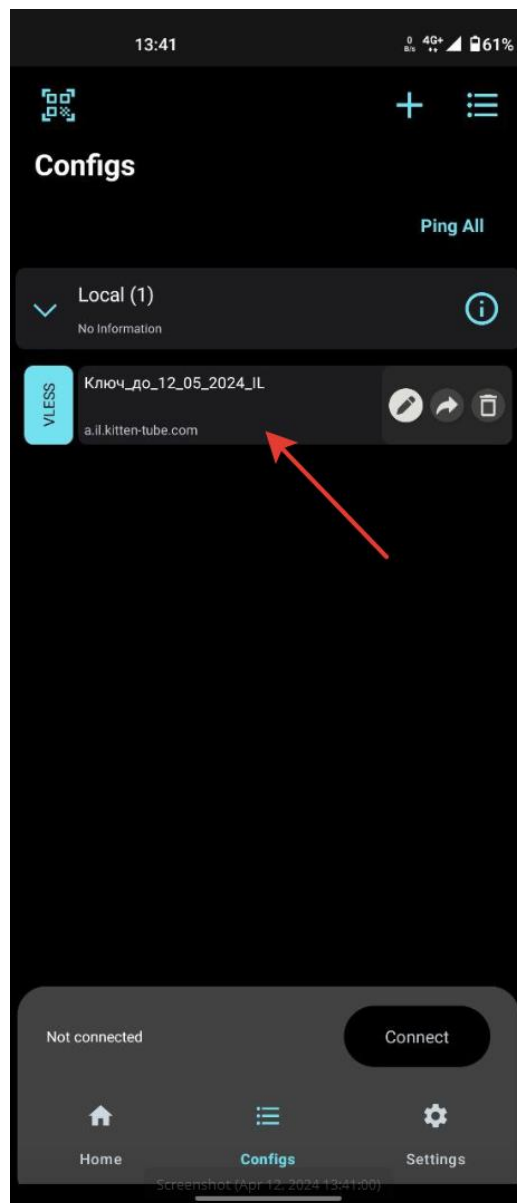 13:41
0 B/s 4G+ 61%
Configs
Ping All
Local (1)
No Information
VLESS
Ключ_до_12_05_2024_IL
a.il.kitten-tube.com
Not connected
Connect
Home
Configs
Settings
Screenshot (Apr 12, 2024 13:41:00)